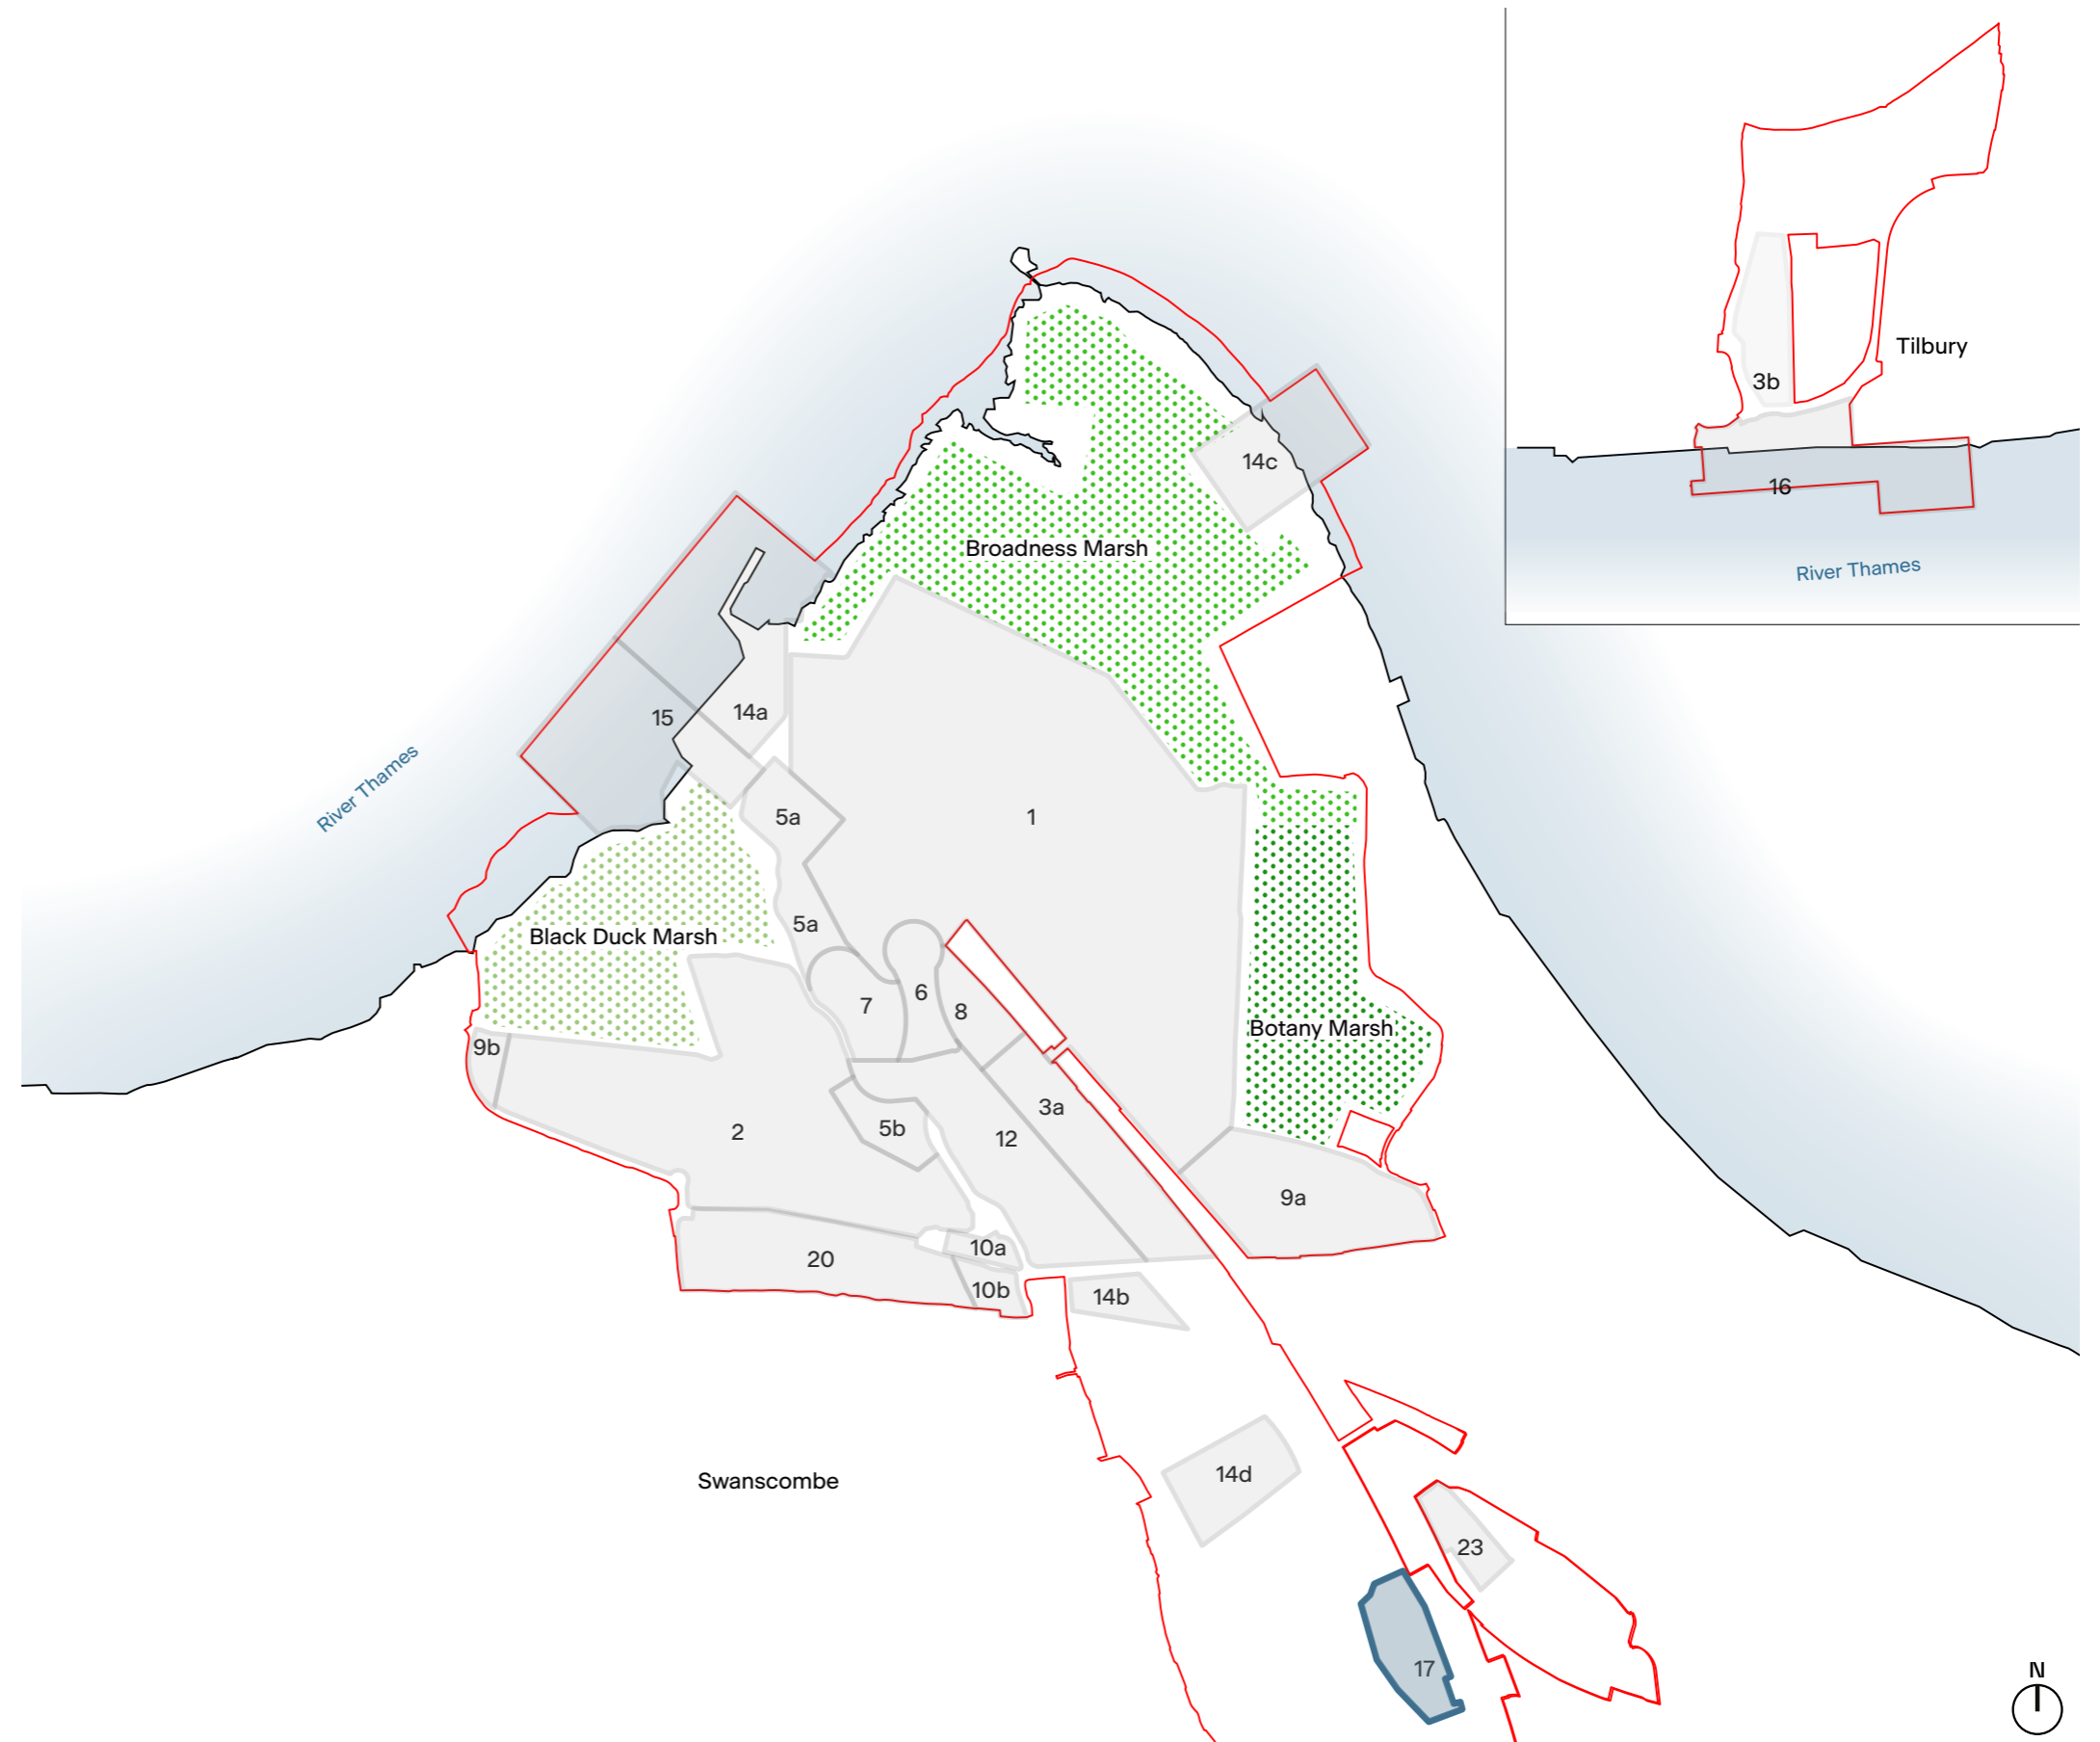 Tilbury
3b
14c
16
Broadness Marsh
River Thames
15
14a
River Thames
5a
1
5a
Black Duck Marsh
6
7
8
Botany Marsh
9b
3a
5b
2
12
9a
10a
20
10b
14b
14d
Swanscombe
23
17
N